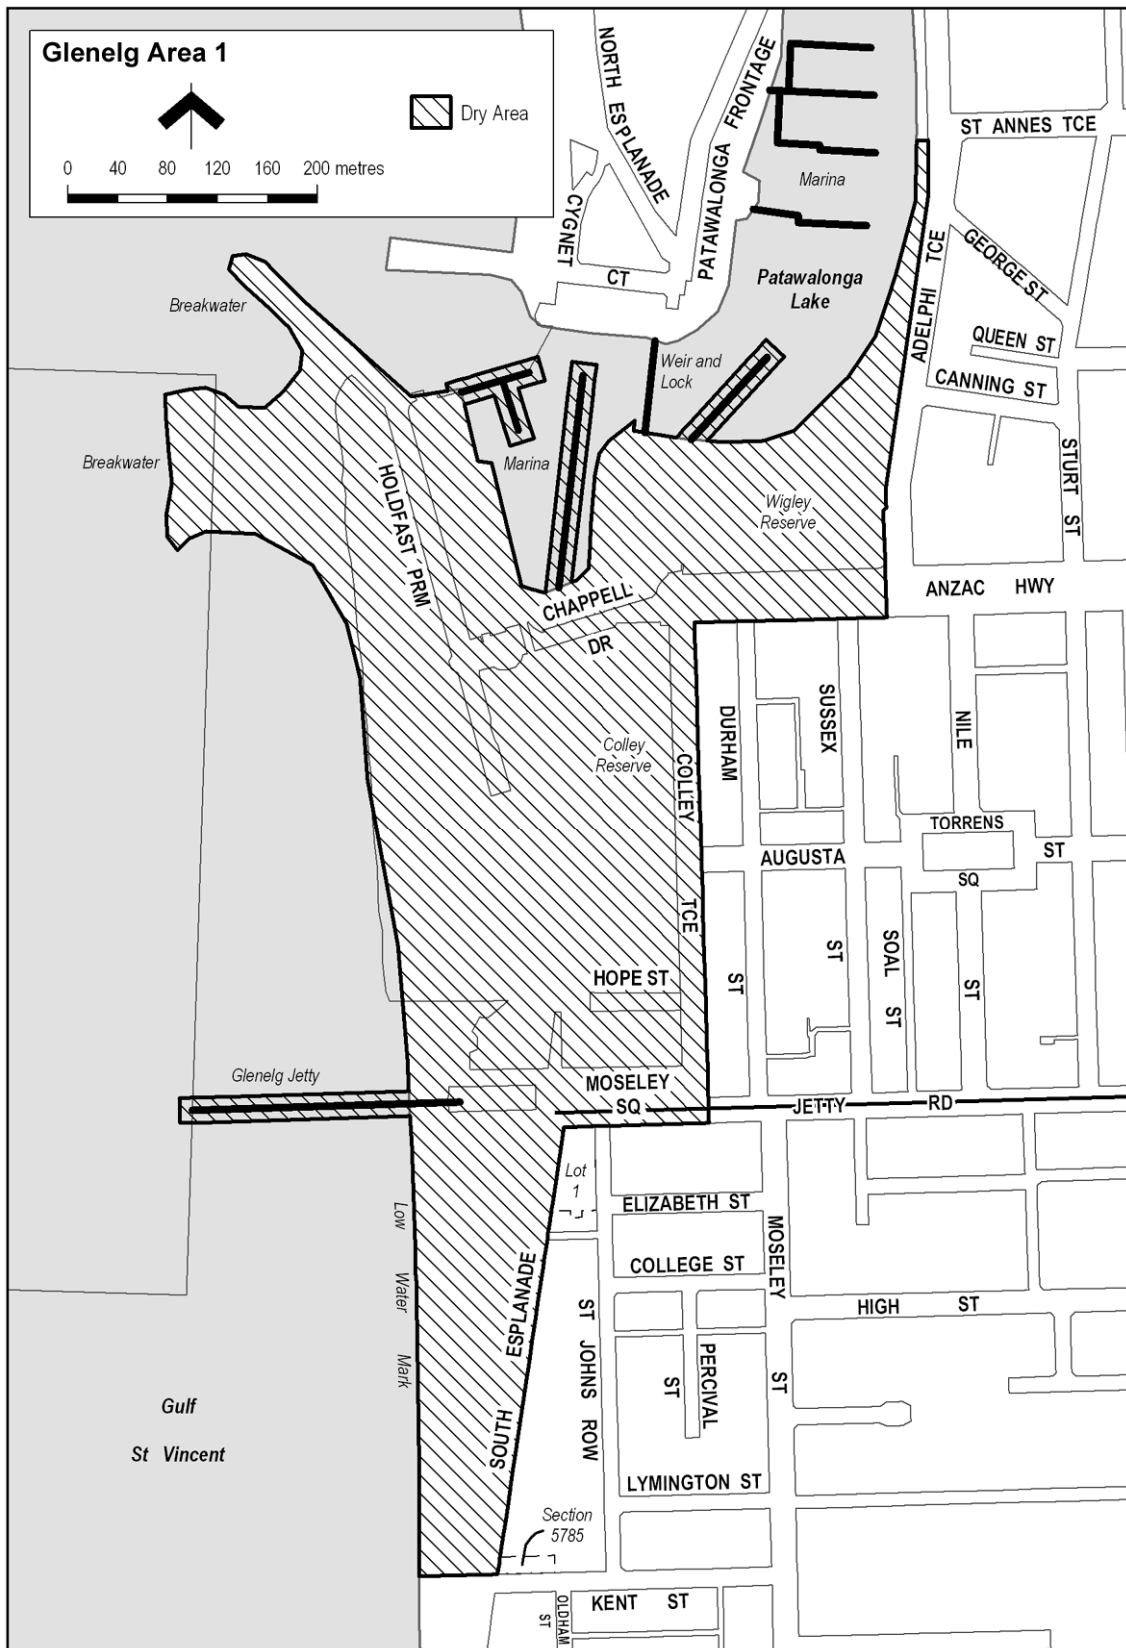 Glenelg Area 1
Dry Area
0 40 80 120 160 200 metres
NORTH ESPLANADE
PATAWALONGA FRONTAGE
ST ANNES TCE
Marina
CYGNET
CT
GEORGE ST
ADELPHI TCE
Patawalonga
Lake
Breakwater
QUEEN ST
Weir and
Lock
CANNING ST
Breakwater
Marina
STURT ST
HOLDFAST PRM
Wigley
Reserve
ANZAC HWY
CHAPPELL
DR
DURHAM
SUSSEX
NILE
Colley
Reserve
COLLEY
TORRENS
AUGUSTA
ST
SQ
TCE
ST
SOAL ST
HOPE ST
ST
ST
Glenelg Jetty
MOSELEY
SQ
JETTY RD
Lot
1
ELIZABETH ST
Low Water Mark
MOSELEY
COLLEGE ST
SOUTH ESPLANADE
ST JOHNS ROW
HIGH ST
PERCIVAL
ST
ST
Gulf
St Vincent
LYMINGTON ST
Section
5785
OLDHAM
ST
KENT ST